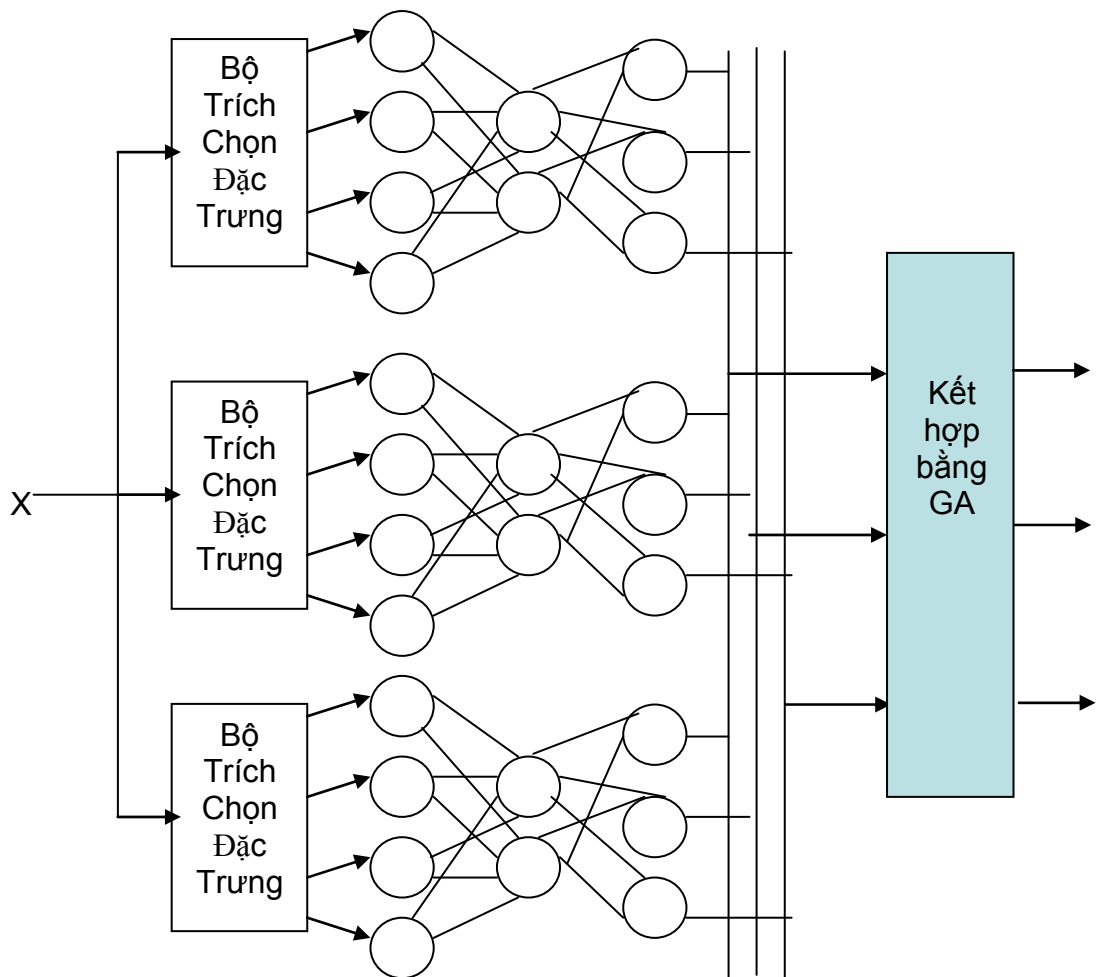 Bộ
Trích
Chọn
Đặc
Trưng
X
Bộ
Trích
Chọn
Đặc
Trưng
Bộ
Trích
Chọn
Đặc
Trưng
Kết
hợp
bằng
GA